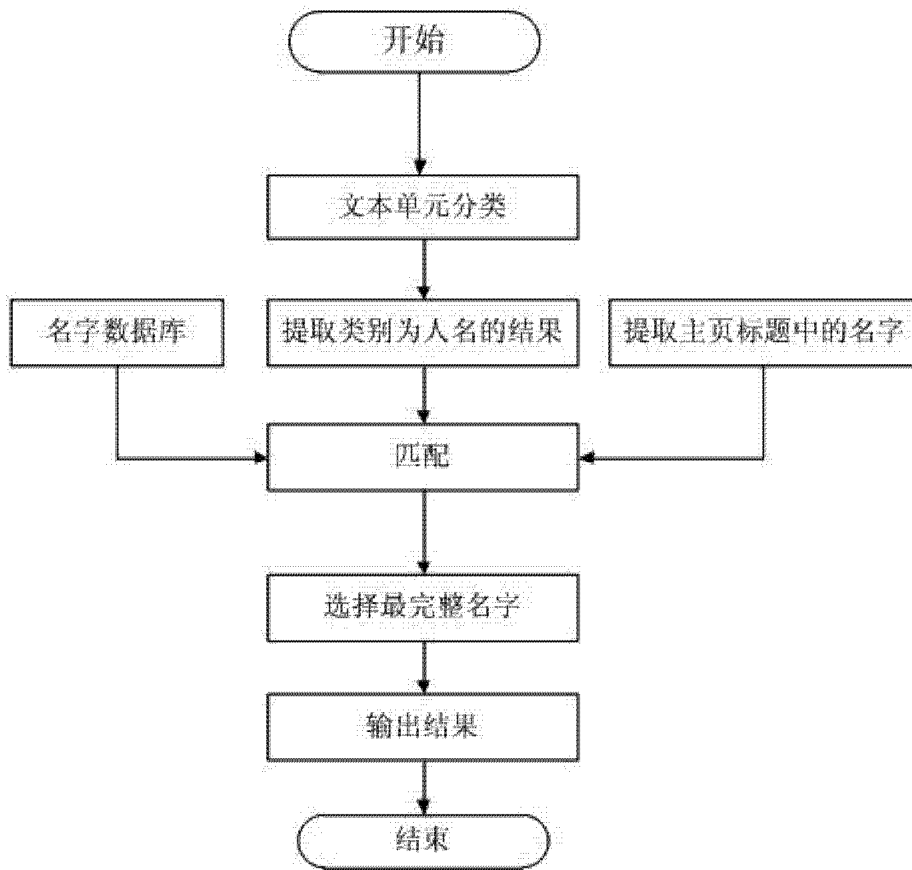 开始
文本单元分类
名字数据库
提取类别为人名的结果
提取主页标题中的名字
匹配
选择最完整名字
输出结果
结束